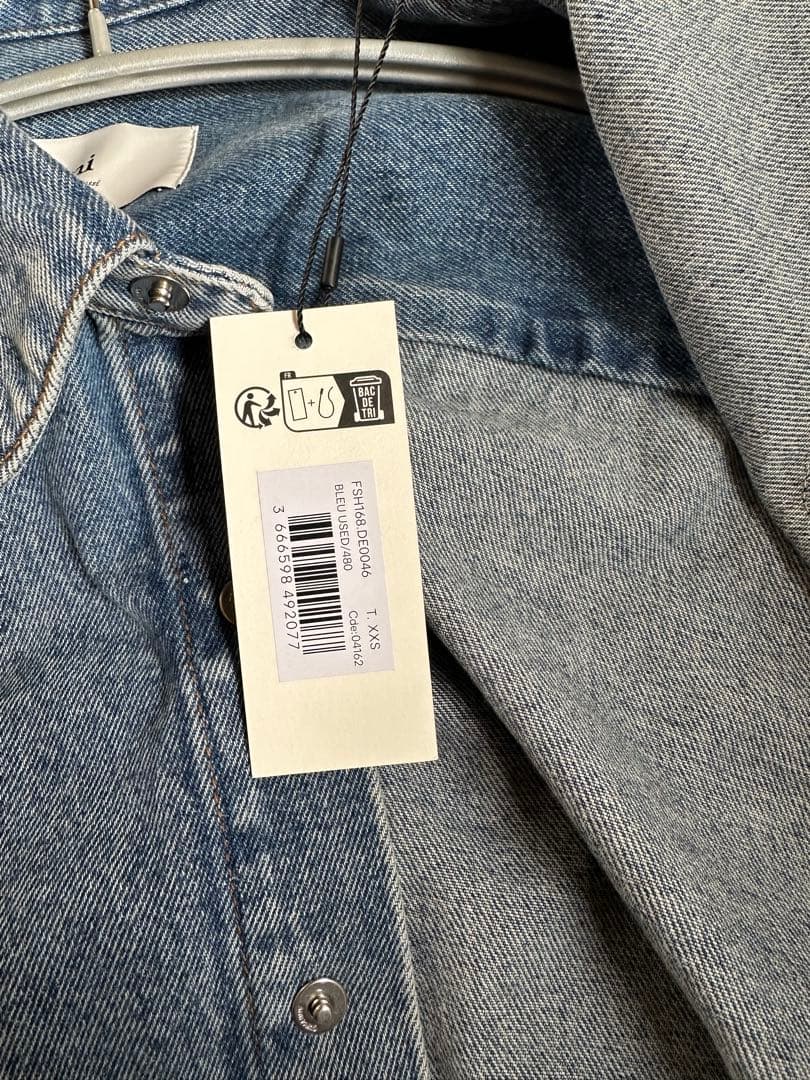 FR
BAC
DE
TRI
FSH168.DE0046 T. XXS
BLEU USED/480 Cde:04162
3 666598 492077